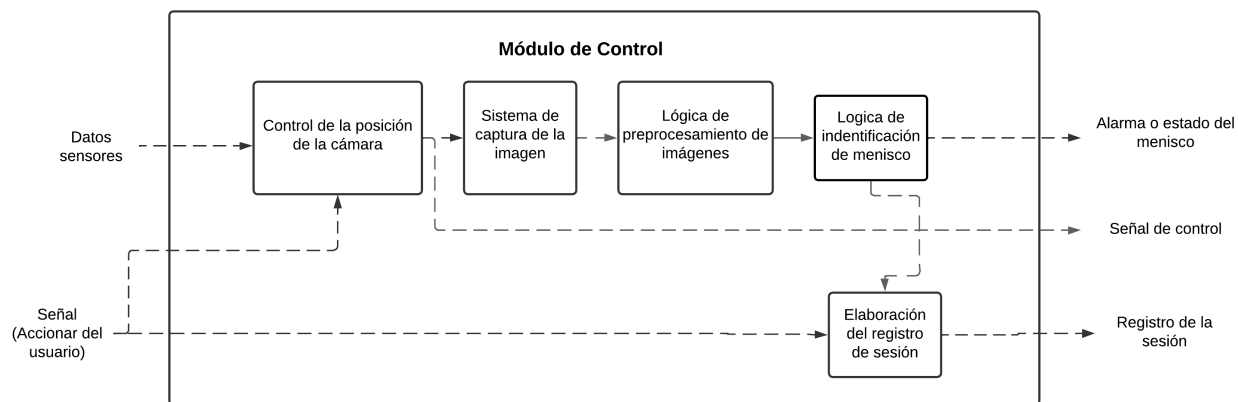 Módulo de Control
Datos
sensores
Control de la posición
de la cámara
Sistema de
captura de la
imagen
Lógica de
preprocesamiento de
imágenes
Logica de
indentificación
de menisco
Alarma o estado del
menisco
Señal de control
Señal
(Accionar del
usuario)
Elaboración
del registro
de sesión
Registro de la
sesión